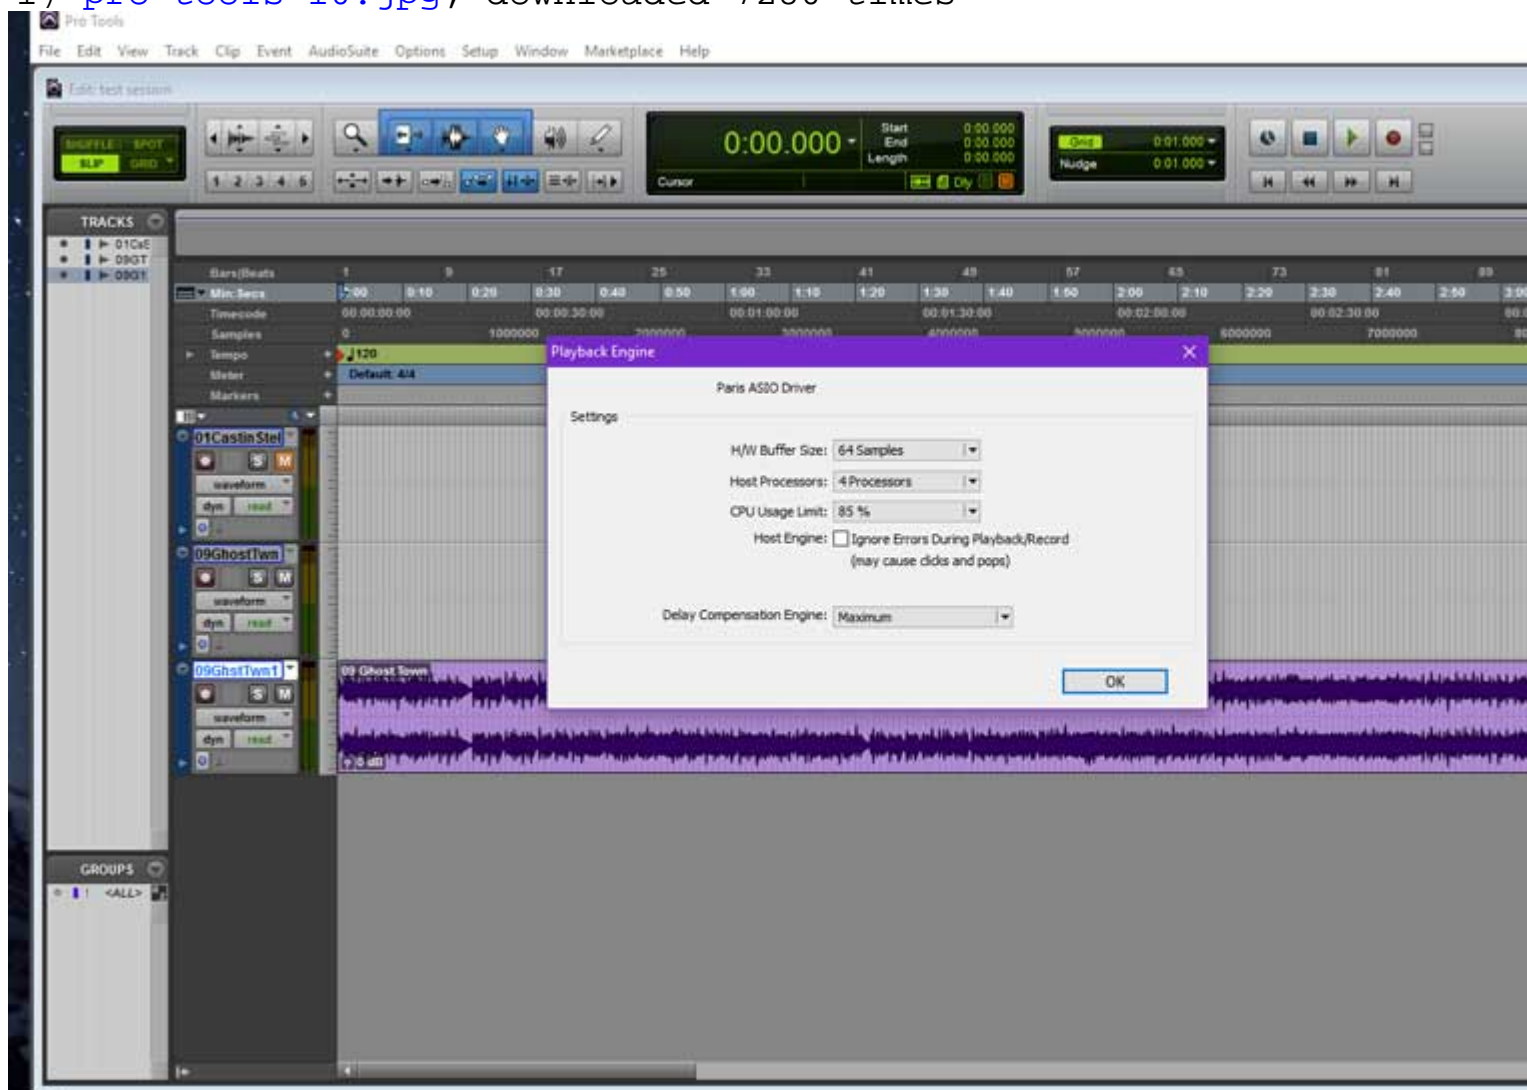 Pro Tools
File Edit View Track Clip Event AudioSuite Options Setup Window Marketplace Help
Edit: test session
SHUFFLE SPOT
SLIP GRID
1 2 3 4 5
0:00.000
Start 0:00.000
End 0:00.000
Length 0:00.000
Cursor
Dly
Grid 0:01.000
Nudge 0:01.000
TRACKS
01CsS
09GT
09G1
Bars|Beats 1 9 17 25 33 41 49 57 65 73 81 89
Min:Secs 0:00 0:10 0:20 0:30 0:40 0:50 1:00 1:10 1:20 1:30 1:40 1:50 2:00 2:10 2:20 2:30 2:40 2:50
Timecode 00:00:00:00 00:00:30:00 00:01:00:00 00:01:30:00 00:02:00:00 00:02:30:00
Samples 0 1000000 2000000 3000000 4000000 5000000 6000000 7000000
Tempo 120
Meter Default: 4/4
Markers
Playback Engine
Paris ASIO Driver
Settings
H/W Buffer Size: 64 Samples
Host Processors: 4 Processors
CPU Usage Limit: 85 %
Host Engine: Ignore Errors During Playback/Record
(may cause clicks and pops)
Delay Compensation Engine: Maximum
OK
01CastinStel
S M
waveform
dyn read
09GhostTwn
S M
waveform
dyn read
09GhstTwn1
S M
waveform
dyn read
09 Ghost Town
0 dB
GROUPS
! <ALL>